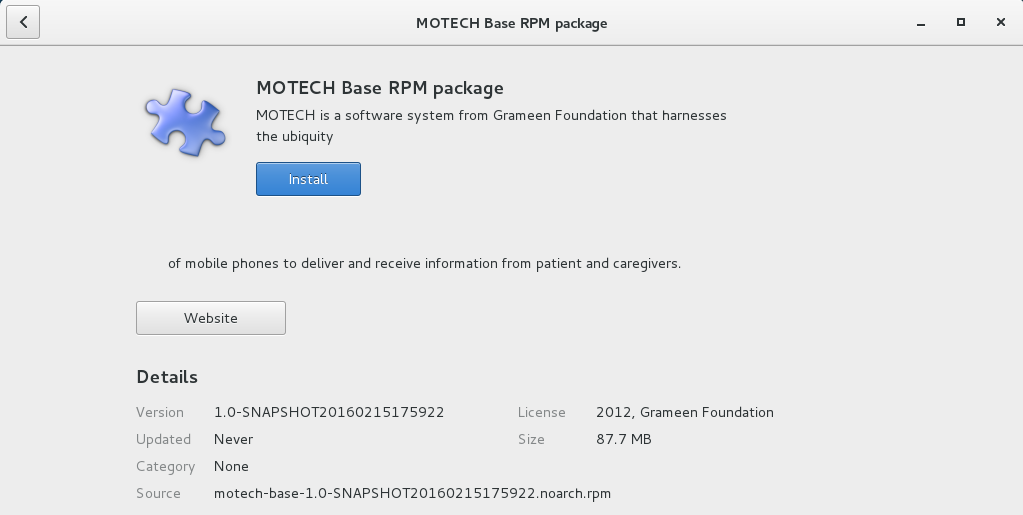 MOTECH Base RPM package
MOTECH Base RPM package
MOTECH is a software system from Grameen Foundation that harnesses
the ubiquity
Install
of mobile phones to deliver and receive information from patient and caregivers.
Website
Details
Version 1.0-SNAPSHOT20160215175922 License 2012, Grameen Foundation
Updated Never Size 87.7 MB
Category None
Source motech-base-1.0-SNAPSHOT20160215175922.noarch.rpm